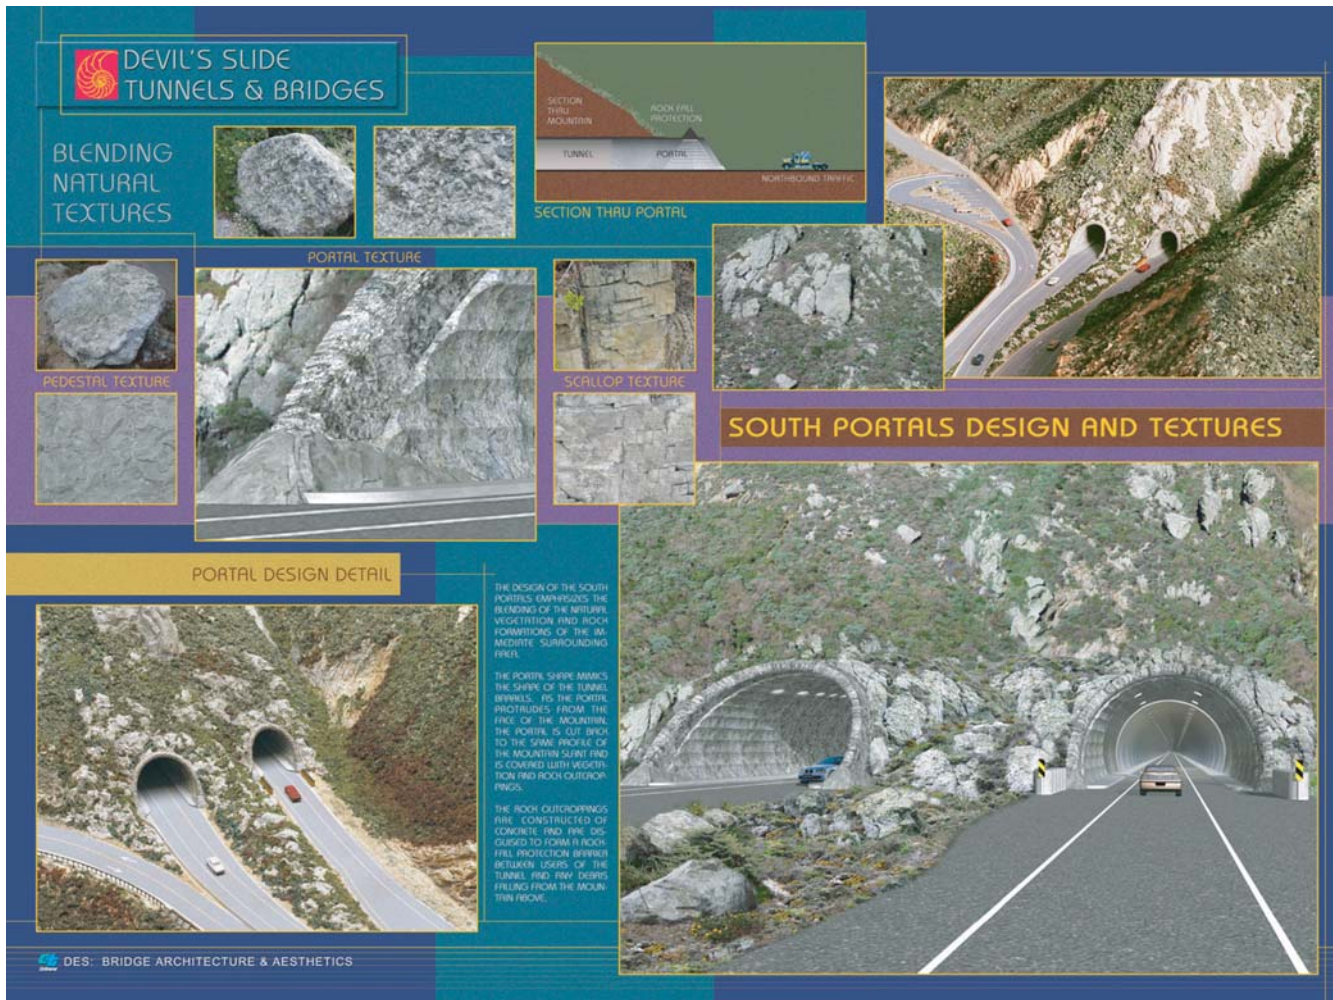 DEVIL'S SLIDE
TUNNELS & BRIDGES
BLENDING
NATURAL
TEXTURES
SECTION
THRU
MOUNTAIN
ROCK FALL
PROTECTION
TUNNEL
PORTAL
NORTHBOUND TRAFFIC
SECTION THRU PORTAL
PORTAL TEXTURE
PEDESTAL TEXTURE
SCALLOP TEXTURE
SOUTH PORTALS DESIGN AND TEXTURES
PORTAL DESIGN DETAIL
THE DESIGN OF THE SOUTH
PORTALS EMPHASIZES THE
BLENDING OF THE NATURAL
VEGETATION AND ROCK
FORMATIONS OF THE IM-
MEDIATE SURROUNDING
AREA.
THE PORTAL SHAPE MIMICS
THE SHAPE OF THE TUNNEL
BARRELS. AS THE PORTAL
PROTRUDES FROM THE
FACE OF THE MOUNTAIN,
THE PORTAL IS CUT BACK
TO THE SAME PROFILE OF
THE MOUNTAIN SLANT AND
IS COVERED WITH VEGETA-
TION AND ROCK OUTCROP-
PINGS.
THE ROCK OUTCROPPINGS
ARE CONSTRUCTED OF
CONCRETE AND ARE DIS-
GUISED TO FORM A ROCK-
FALL PROTECTION BARRIER
BETWEEN USERS OF THE
TUNNEL AND ANY DEBRIS
FALLING FROM THE MOUN-
TAIN ABOVE.
DES: BRIDGE ARCHITECTURE & AESTHETICS